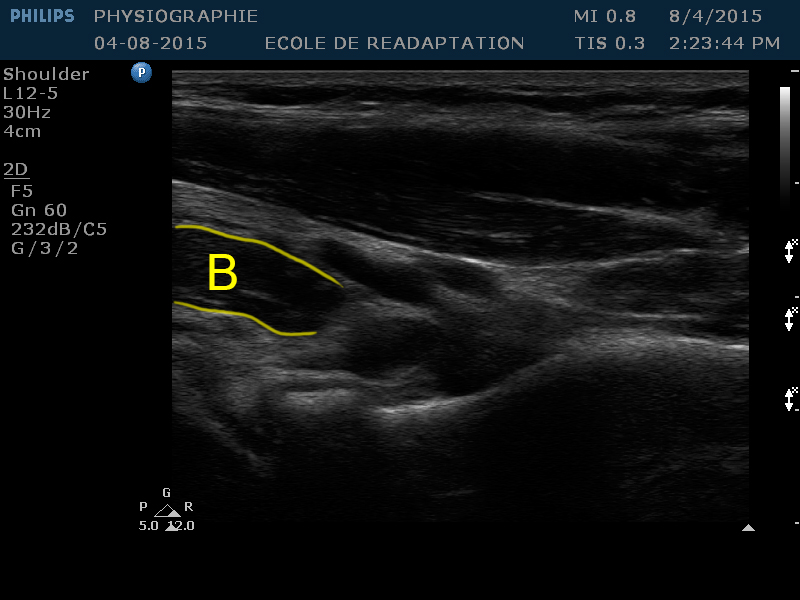 PHILIPS PHYSIOGRAPHIE MI 0.8 8/4/2015
04-08-2015 ECOLE DE READAPTATION TIS 0.3 2:23:44 PM
Shoulder
L12-5
30Hz
4cm
2D
F5
Gn 60
232dB/C5
G/3/2
P
B
G
P R
5.0 12.0